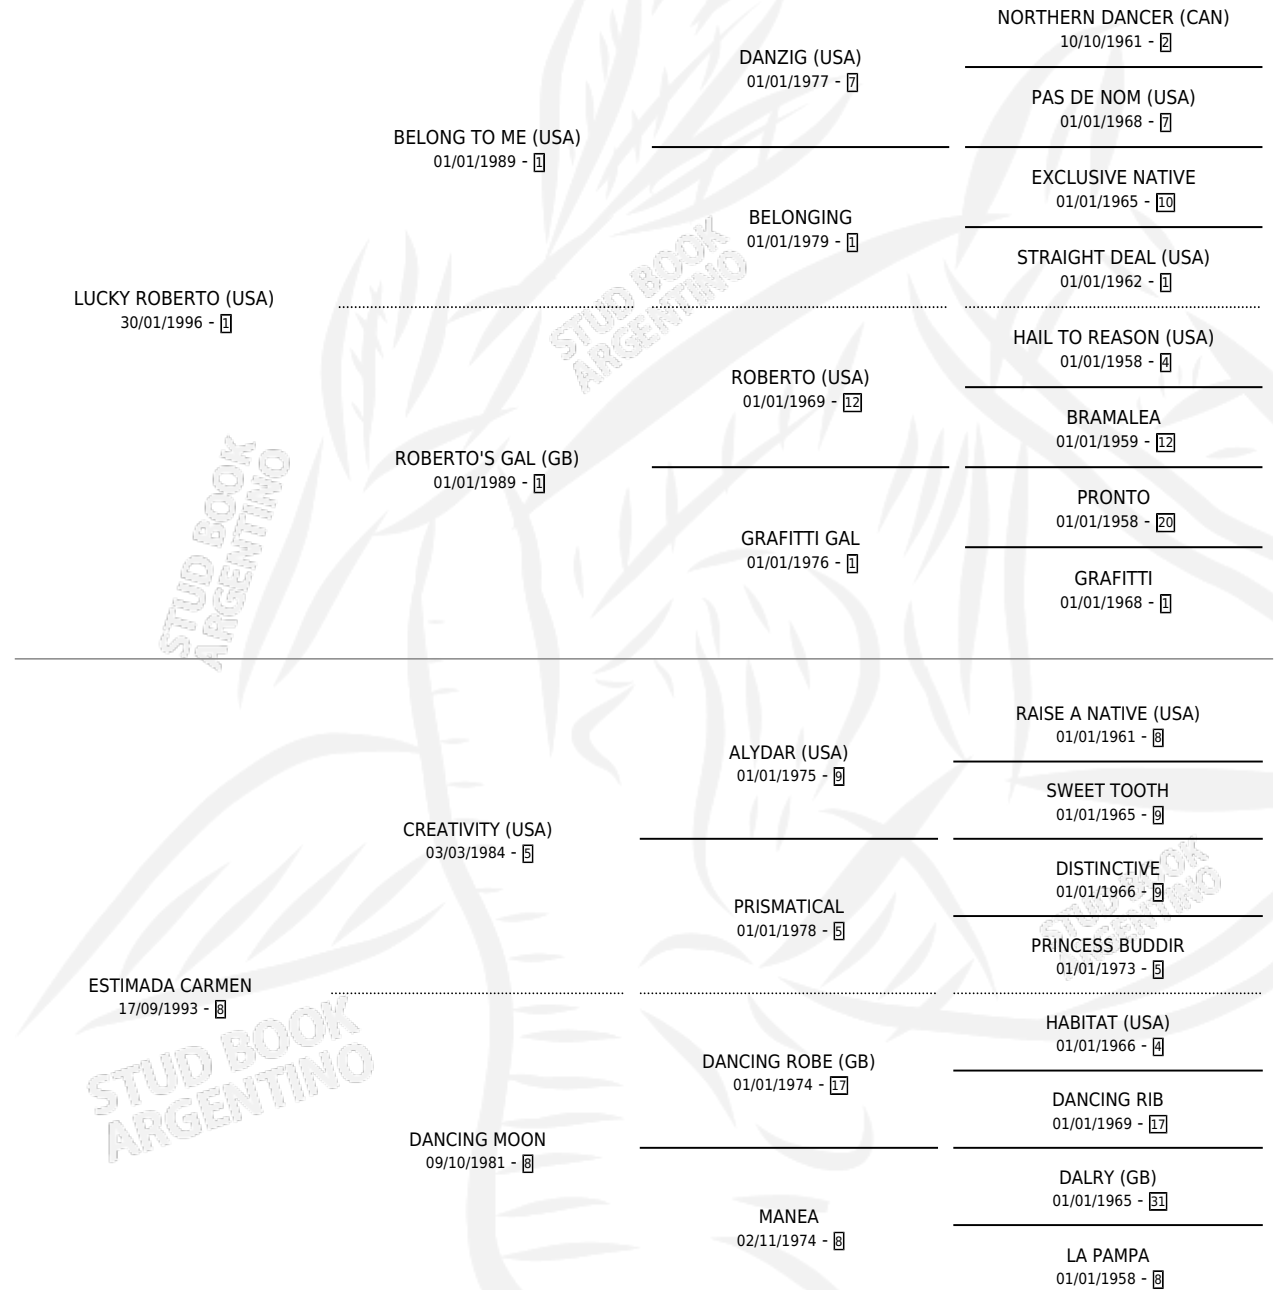 NORTHERN DANCER (CAN)
10/10/1961 - 2
DANZIG (USA)
01/01/1977 - 7
PAS DE NOM (USA)
01/01/1968 - 7
BELONG TO ME (USA)
01/01/1989 - 1
EXCLUSIVE NATIVE
01/01/1965 - 10
BELONGING
01/01/1979 - 1
STRAIGHT DEAL (USA)
01/01/1962 - 1
LUCKY ROBERTO (USA)
30/01/1996 - 1
HAIL TO REASON (USA)
01/01/1958 - 4
ROBERTO (USA)
01/01/1969 - 12
BRAMALEA
01/01/1959 - 12
ROBERTO'S GAL (GB)
01/01/1989 - 1
PRONTO
01/01/1958 - 20
GRAFITTI GAL
01/01/1976 - 1
GRAFITTI
01/01/1968 - 1
STUD BOOK
ARGENTINO
STUD BOOK
ARGENTINO
RAISE A NATIVE (USA)
01/01/1961 - 8
ALYDAR (USA)
01/01/1975 - 9
SWEET TOOTH
01/01/1965 - 9
CREATIVITY (USA)
03/03/1984 - 5
DISTINCTIVE
01/01/1966 - 9
PRISMATICAL
01/01/1978 - 5
PRINCESS BUDDIR
01/01/1973 - 5
ESTIMADA CARMEN
17/09/1993 - 8
HABITAT (USA)
01/01/1966 - 4
DANCING ROBE (GB)
01/01/1974 - 17
DANCING RIB
01/01/1969 - 17
DANCING MOON
09/10/1981 - 8
DALRY (GB)
01/01/1965 - 31
MANEA
02/11/1974 - 8
LA PAMPA
01/01/1958 - 8
STUD BOOK
ARGENTINO
STUD BOOK
ARGENTINO